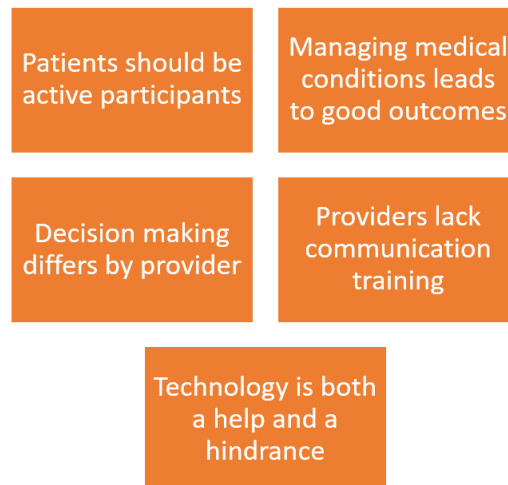 Patients should be
active participants
Managing medical
conditions leads
to good outcomes
Decision making
differs by provider
Providers lack
communication
training
Technology is both
a help and a
hindrance